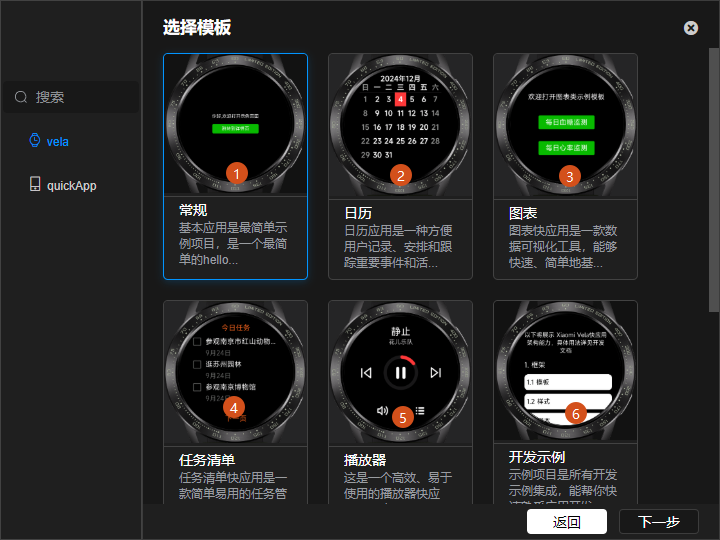 选择模板
搜索
vela
quickApp
1
常规
基本应用是最简单示
例项目，是一个最简
单的hello...
2024年12月
日 一 二 三 四 五 六
1 2 3 4 5 6 7
8 9 10 11 12 13 14
15 16 17 18 19 20 21
22 23 24 25 26 27 28
29 30 31
2
日历
日历应用是一种方便
用户记录、安排和跟
踪重要事件和活...
欢迎打开图表类示例模板
每日血糖监测
每日心率监测
3
图表
图表快应用是一款数
据可视化工具，能够
快速、简单地基...
今日任务
参观南京市红山动物...
9月24日
逛苏州园林
9月24日
参观南京博物馆
9月24日
4
任务清单
任务清单快应用是一
款简单易用的任务管
静止
花儿乐队
5
播放器
这是一个高效、易于
使用的播放器快应
以下将展示 Xiaomi Vela快应用
架构能力，具体用法详见开发
文档
1. 框架
1.1 模板
1.2 样式
6
开发示例
示例项目是所有开发
示例集成，能帮你快
返回
下一步